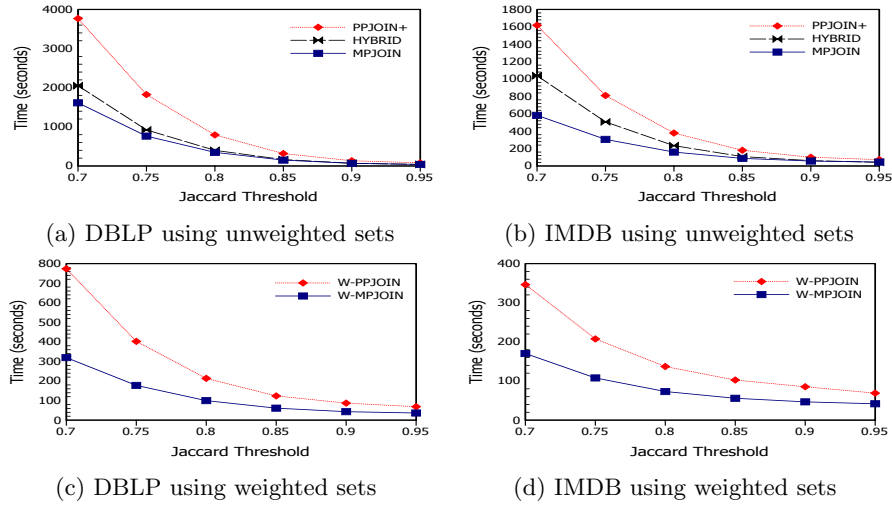 4000
3000
2000
1000
0
Time (seconds)
PPJOIN+
HYBRID
MPJOIN
0.7 0.75 0.8 0.85 0.9 0.95
Jaccard Threshold
(a) DBLP using unweighted sets
1800
1600
1400
1200
1000
800
600
400
200
0
Time (seconds)
PPJOIN+
HYBRID
MPJOIN
0.7 0.75 0.8 0.85 0.9 0.95
Jaccard Threshold
(b) IMDB using unweighted sets
800
700
600
500
400
300
200
100
0
Time (seconds)
W-PPJOIN
W-MPJOIN
0.7 0.75 0.8 0.85 0.9 0.95
Jaccard Threshold
(c) DBLP using weighted sets
400
300
200
100
0
Time (seconds)
W-PPJOIN
W-MPJOIN
0.7 0.75 0.8 0.85 0.9 0.95
Jaccard Threshold
(d) IMDB using weighted sets